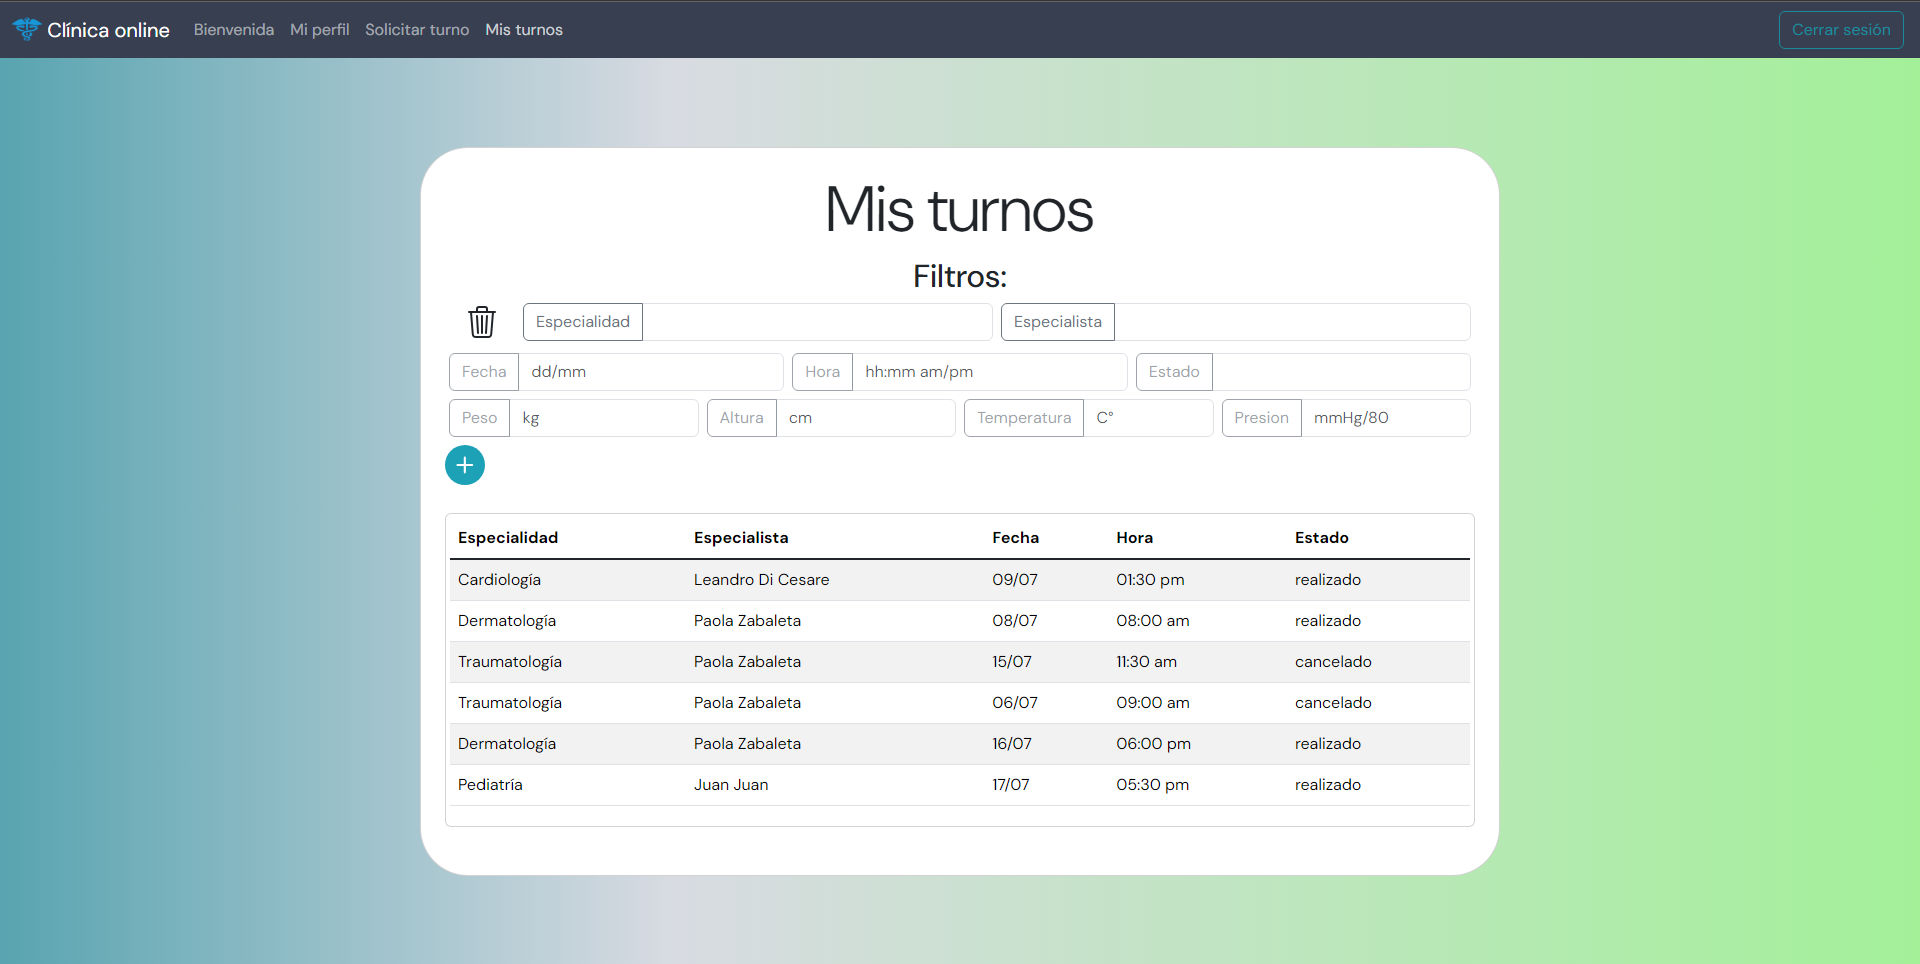 Clínica online Bienvenida Mi perfil Solicitar turno Mis turnos Cerrar sesión
Mis turnos
Filtros:
Especialidad Especialista
Fecha dd/mm Hora hh:mm am/pm Estado
Peso kg Altura cm Temperatura C° Presion mmHg/80
+
Especialidad Especialista Fecha Hora Estado
Cardiología Leandro Di Cesare 09/07 01:30 pm realizado
Dermatología Paola Zabaleta 08/07 08:00 am realizado
Traumatología Paola Zabaleta 15/07 11:30 am cancelado
Traumatología Paola Zabaleta 06/07 09:00 am cancelado
Dermatología Paola Zabaleta 16/07 06:00 pm realizado
Pediatría Juan Juan 17/07 05:30 pm realizado